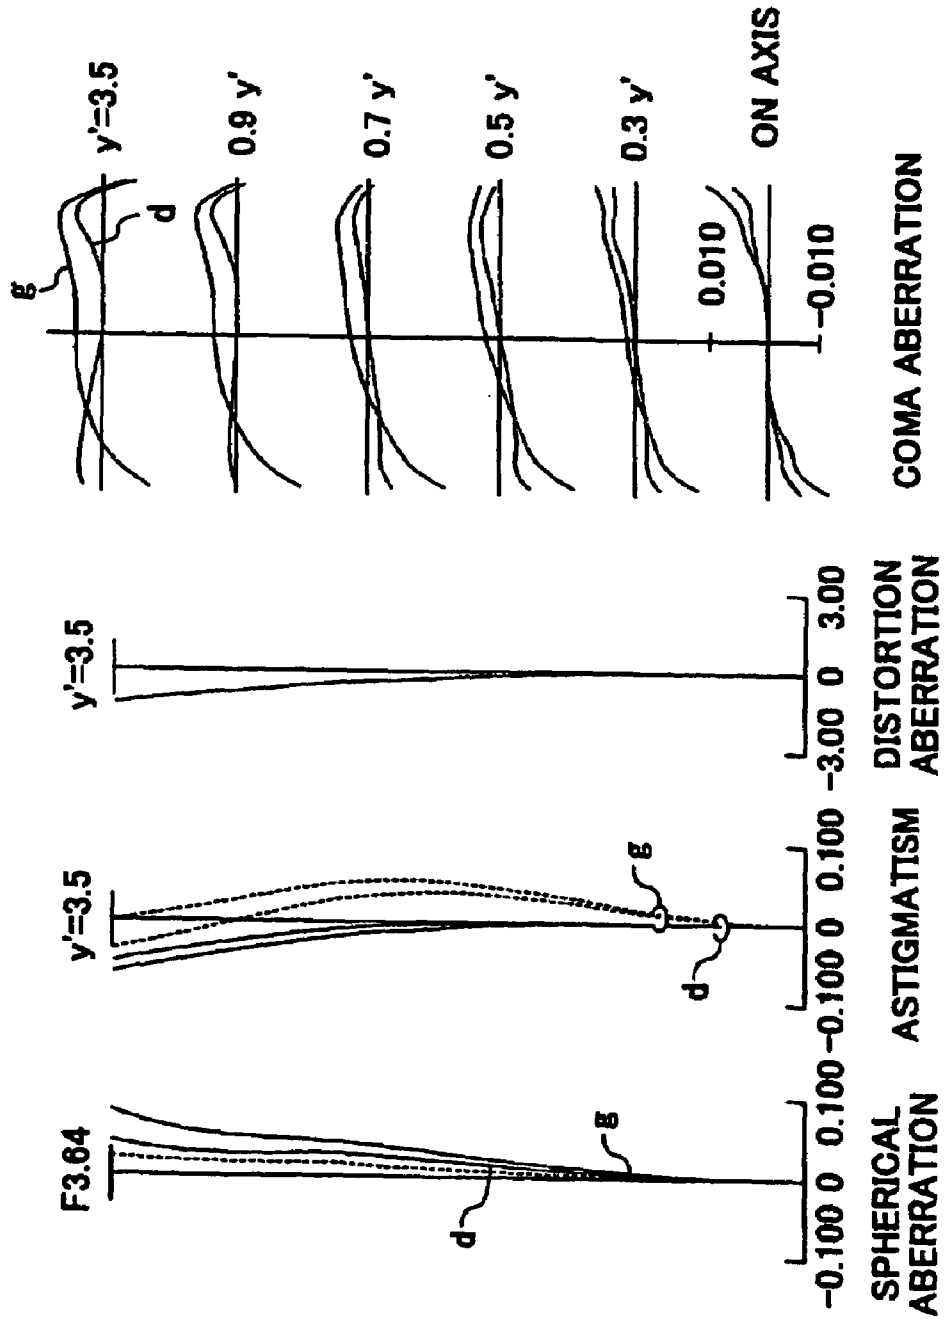 F3.64
g
d
-0.100 0 0.100
SPHERICAL
ABERRATION
y'=3.5
g
d
-0.100 0 0.100
ASTIGMATISM
y'=3.5
-3.00 0 3.00
DISTORTION
ABERRATION
g
d
y'=3.5
0.9 y'
0.7 y'
0.5 y'
0.3 y'
0.010
ON AXIS
-0.010
COMA ABERRATION